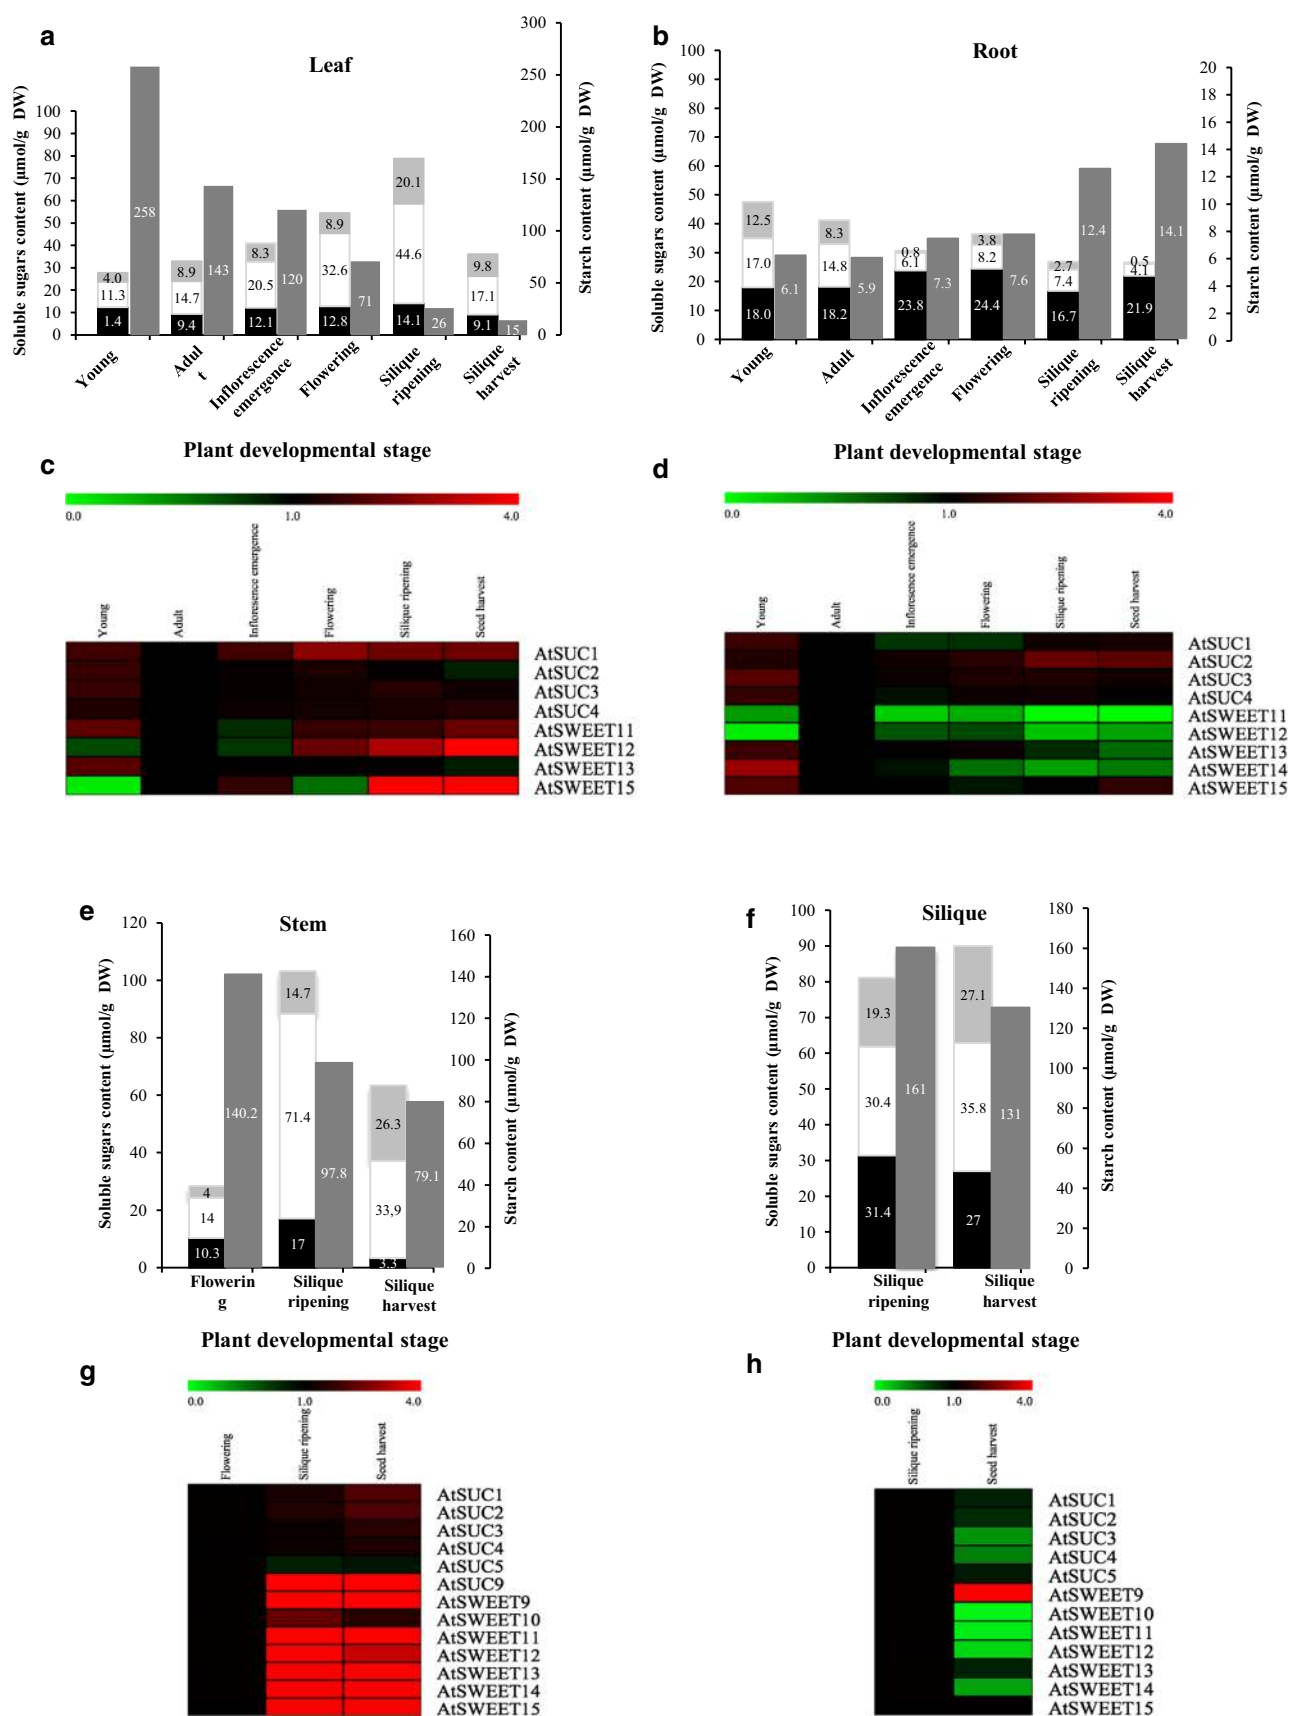 a
Leaf
Soluble sugars content (µmol/g DW)
100
90
80
70
60
50
40
30
20
10
0
4.0
11.3
1.4
258
8.9
14.7
9.4
143
8.3
20.5
12.1
120
8.9
32.6
12.8
71
20.1
44.6
14.1
26
9.8
17.1
9.1
15
300
250
200
150
100
50
0
Starch content (µmol/g DW)
Young
Adul
t
Inflorescence
emergence
Flowering
Silique
ripening
Silique
harvest
Plant developmental stage
b
Root
Soluble sugars content (µmol/g DW)
100
90
80
70
60
50
40
30
20
10
0
12.5
17.0
18.0
6.1
8.3
14.8
18.2
5.9
0.8
6.1
23.8
7.3
3.8
8.2
24.4
7.6
2.7
7.4
16.7
12.4
0.5
4.1
21.9
14.1
20
18
16
14
12
10
8
6
4
2
0
Starch content (µmol/g DW)
Young
Adult
Inflorescence
emergence
Flowering
Silique
ripening
Silique
harvest
Plant developmental stage
c
0.0
1.0
4.0
Young
Adult
Infloresence emergence
Flowering
Silique ripening
Seed harvest
AtSUC1
AtSUC2
AtSUC3
AtSUC4
AtSWEET11
AtSWEET12
AtSWEET13
AtSWEET15
d
0.0
1.0
4.0
Young
Adult
Infloresence emergence
Flowering
Silique ripening
Seed harvest
AtSUC1
AtSUC2
AtSUC3
AtSUC4
AtSWEET11
AtSWEET12
AtSWEET13
AtSWEET14
AtSWEET15
e
Stem
Soluble sugars content (µmol/g DW)
120
100
80
60
40
20
0
4
14
10.3
140.2
14.7
71.4
17
97.8
26.3
33,9
3.3
79.1
160
140
120
100
80
60
40
20
0
Starch content (µmol/g DW)
Flowerin
g
Silique
ripening
Silique
harvest
Plant developmental stage
f
Silique
Soluble sugars content (µmol/g DW)
100
90
80
70
60
50
40
30
20
10
0
19.3
30.4
31.4
161
27.1
35.8
27
131
180
160
140
120
100
80
60
40
20
0
Starch content (µmol/g DW)
Silique
ripening
Silique
harvest
Plant developmental stage
g
0.0
1.0
4.0
Flowering
Silique ripening
Seed harvest
AtSUC1
AtSUC2
AtSUC3
AtSUC4
AtSUC5
AtSUC9
AtSWEET9
AtSWEET10
AtSWEET11
AtSWEET12
AtSWEET13
AtSWEET14
AtSWEET15
h
0.0
1.0
4.0
Silique ripening
Seed harvest
AtSUC1
AtSUC2
AtSUC3
AtSUC4
AtSUC5
AtSWEET9
AtSWEET10
AtSWEET11
AtSWEET12
AtSWEET13
AtSWEET14
AtSWEET15